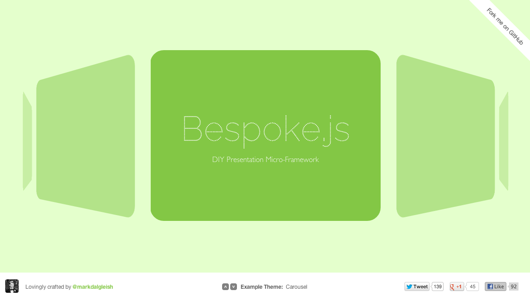 Fork me on GitHub
Bespoke.js
DIY Presentation Micro-Framework
Lovingly crafted by @markdalgleish
Example Theme: Carousel
Tweet 139
+1 45
Like 92